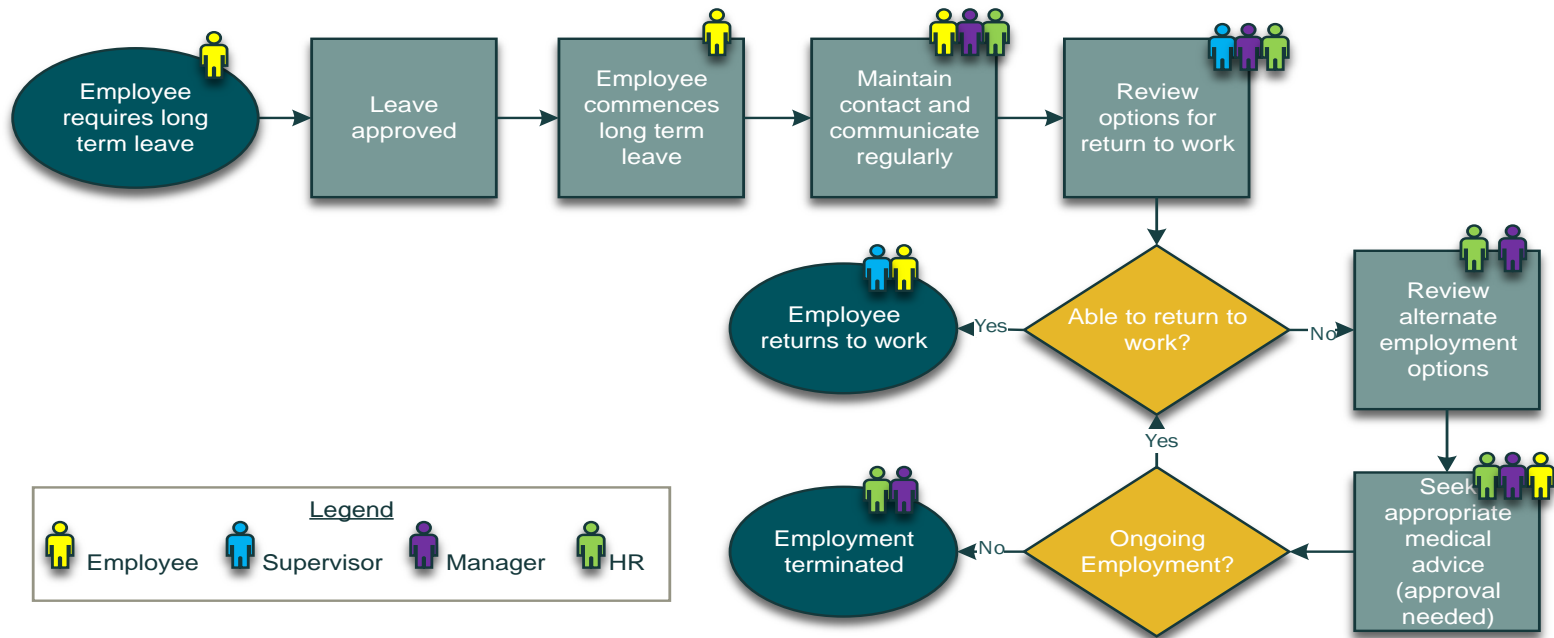 Employee
requires long
term leave
Leave
approved
Employee
commences
long term
leave
Maintain
contact and
communicate
regularly
Review
options for
return to work
Employee
returns to work
Yes
Able to return to
work?
No
Review
alternate
employment
options
Yes
Legend
Employee
Supervisor
Manager
HR
Employment
terminated
No
Ongoing
Employment?
Seek
appropriate
medical
advice
(approval
needed)